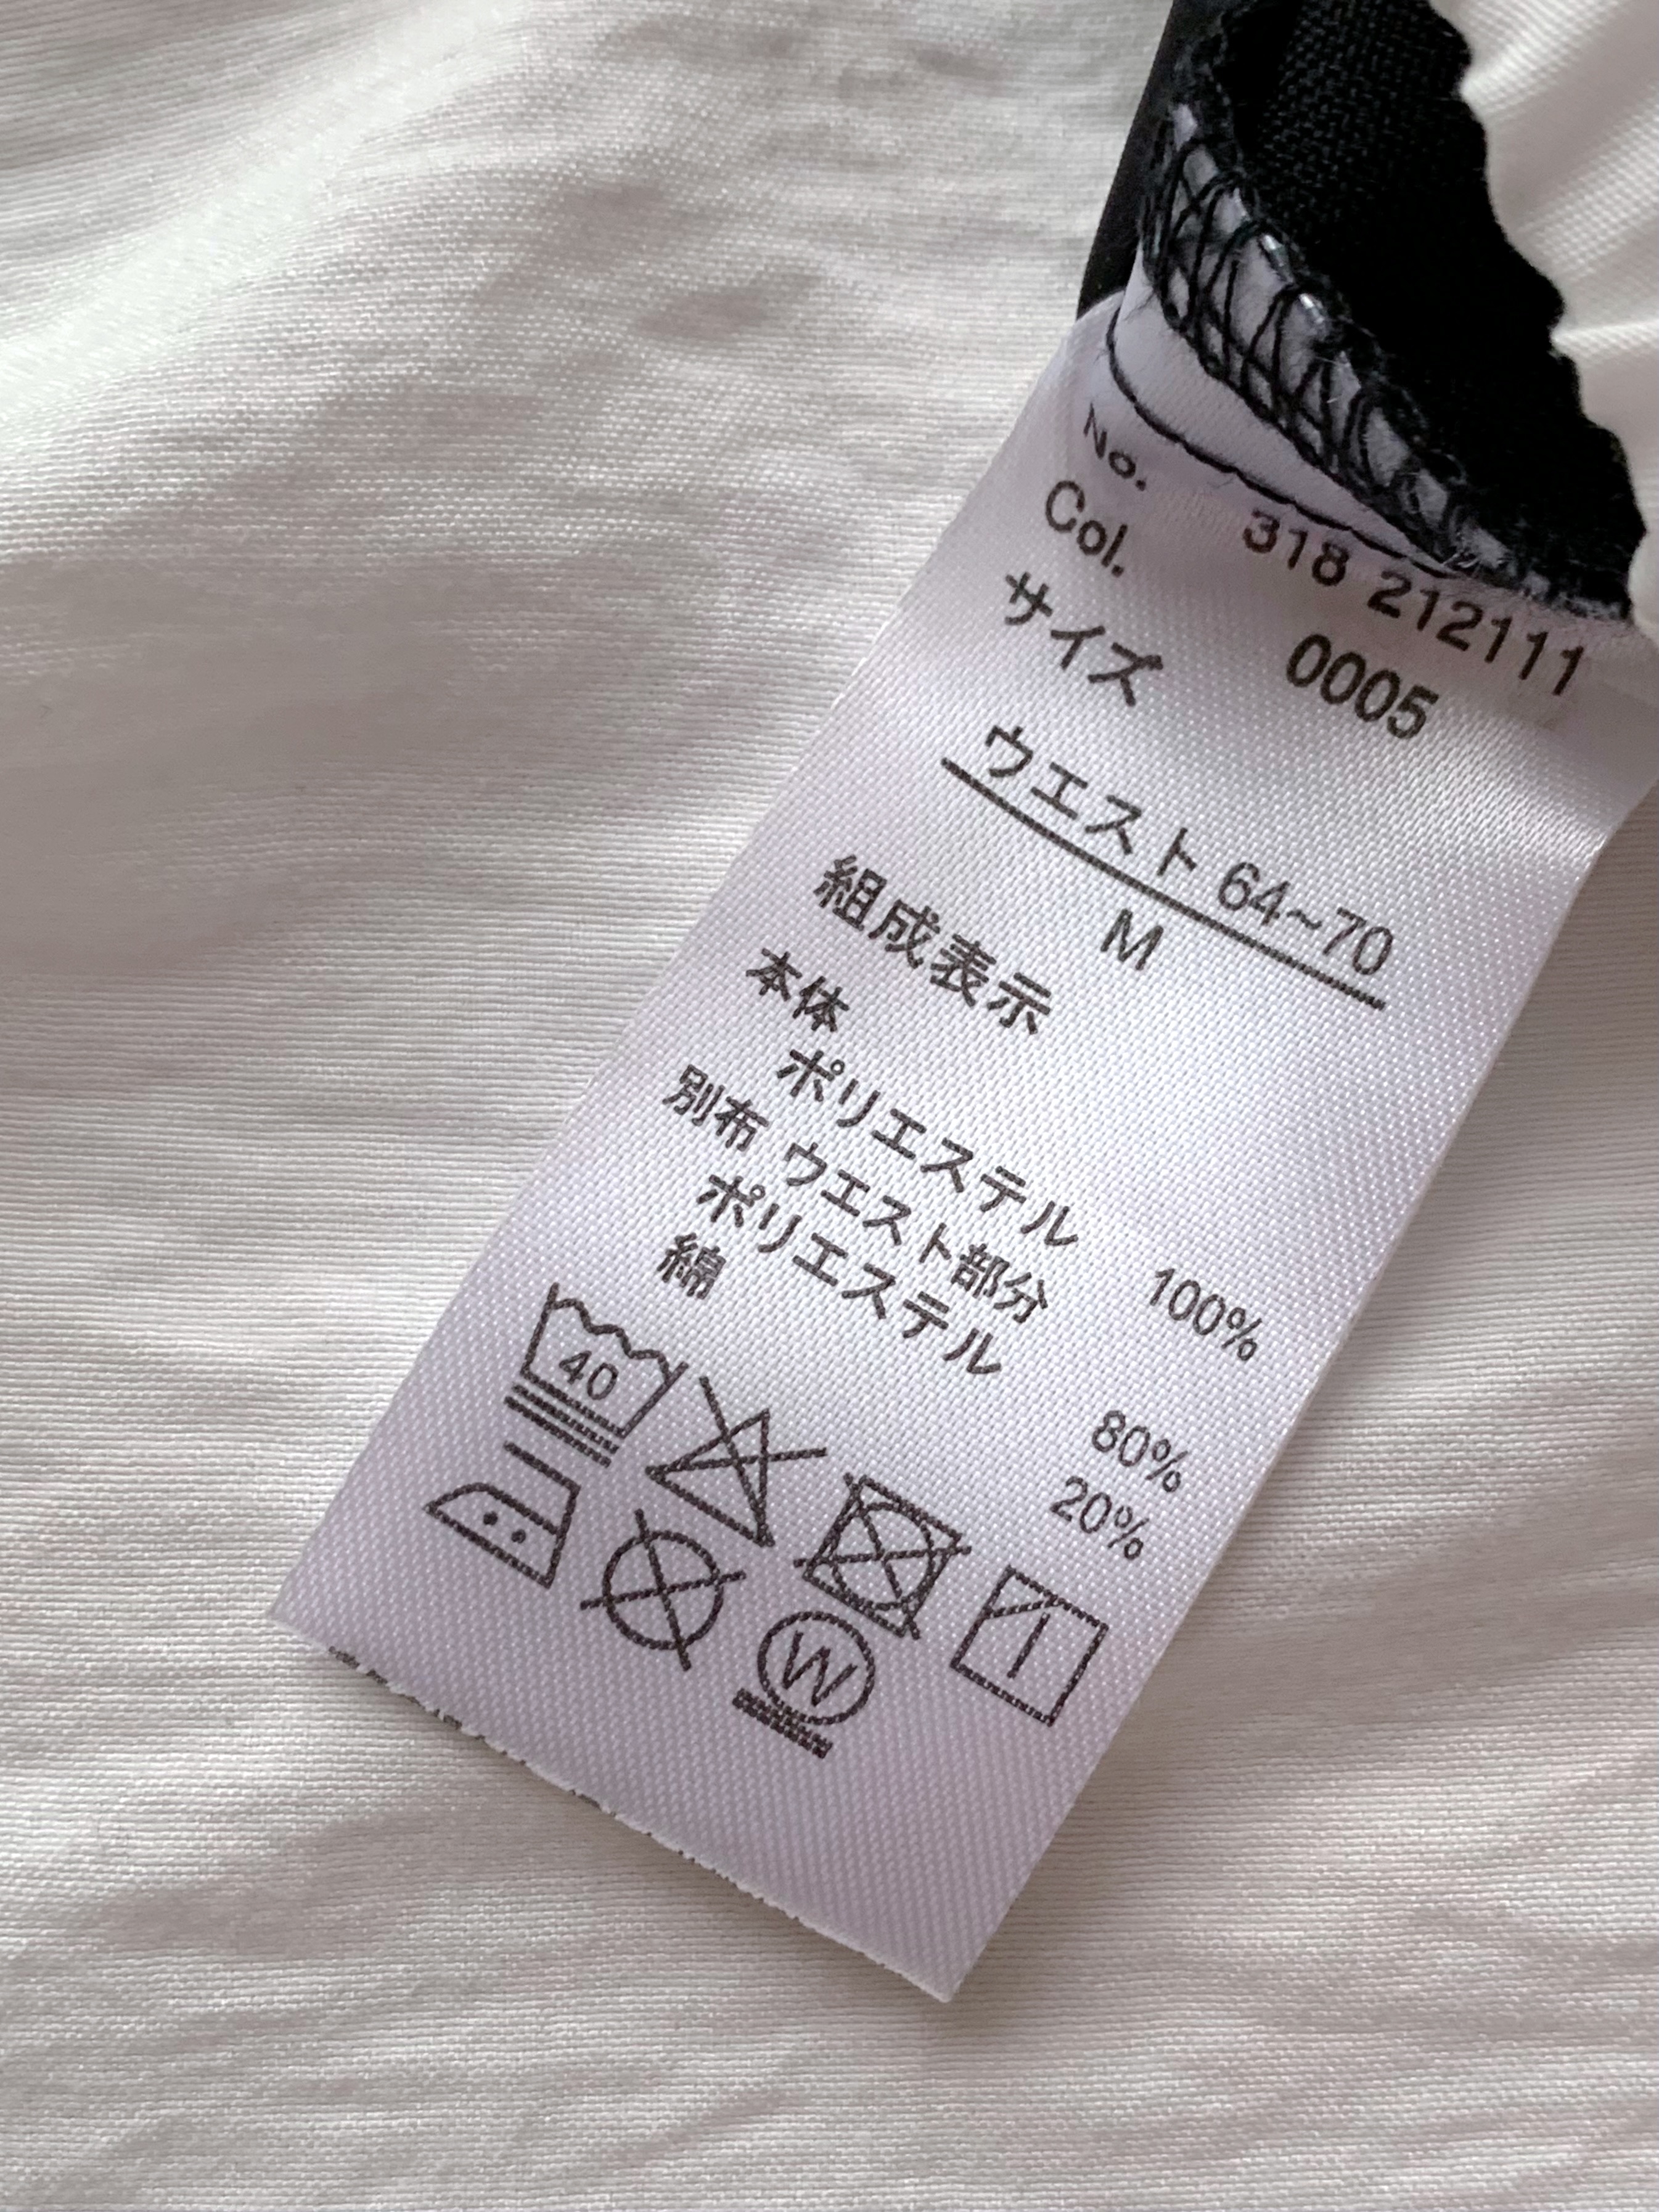 No. 318 212111
Col. 0005
サイズ
ウエスト 64~70
M
組成表示
本体
ポリエステル 100%
別布 ウエスト部分
ポリエステル 80%
綿 20%
40
W